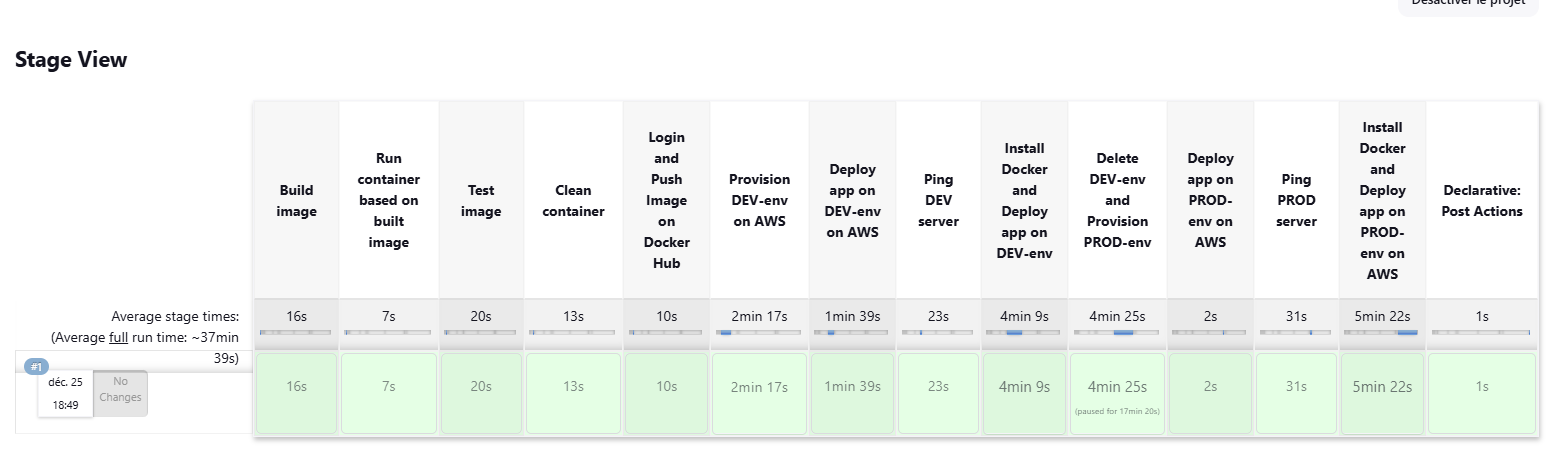 Désactiver le projet
Stage View
Build
image
Run
container
based on
built
image
Test
image
Clean
container
Login
and
Push
Image
on
Docker
Hub
Provision
DEV-env
on AWS
Deploy
app on
DEV-env
on AWS
Ping
DEV
server
Install
Docker
and
Deploy
app on
DEV-env
Delete
DEV-env
and
Provision
PROD-env
Deploy
app on
PROD-
env on
AWS
Ping
PROD
server
Install
Docker
and
Deploy
app on
PROD-
env on
AWS
Declarative:
Post Actions
Average stage times:
(Average full run time: ~37min
39s)
16s
7s
20s
13s
10s
2min 17s
1min 39s
23s
4min 9s
4min 25s
2s
31s
5min 22s
1s
#1
déc. 25
18:49
No
Changes
16s
7s
20s
13s
10s
2min 17s
1min 39s
23s
4min 9s
4min 25s
(paused for 17min 20s)
2s
31s
5min 22s
1s